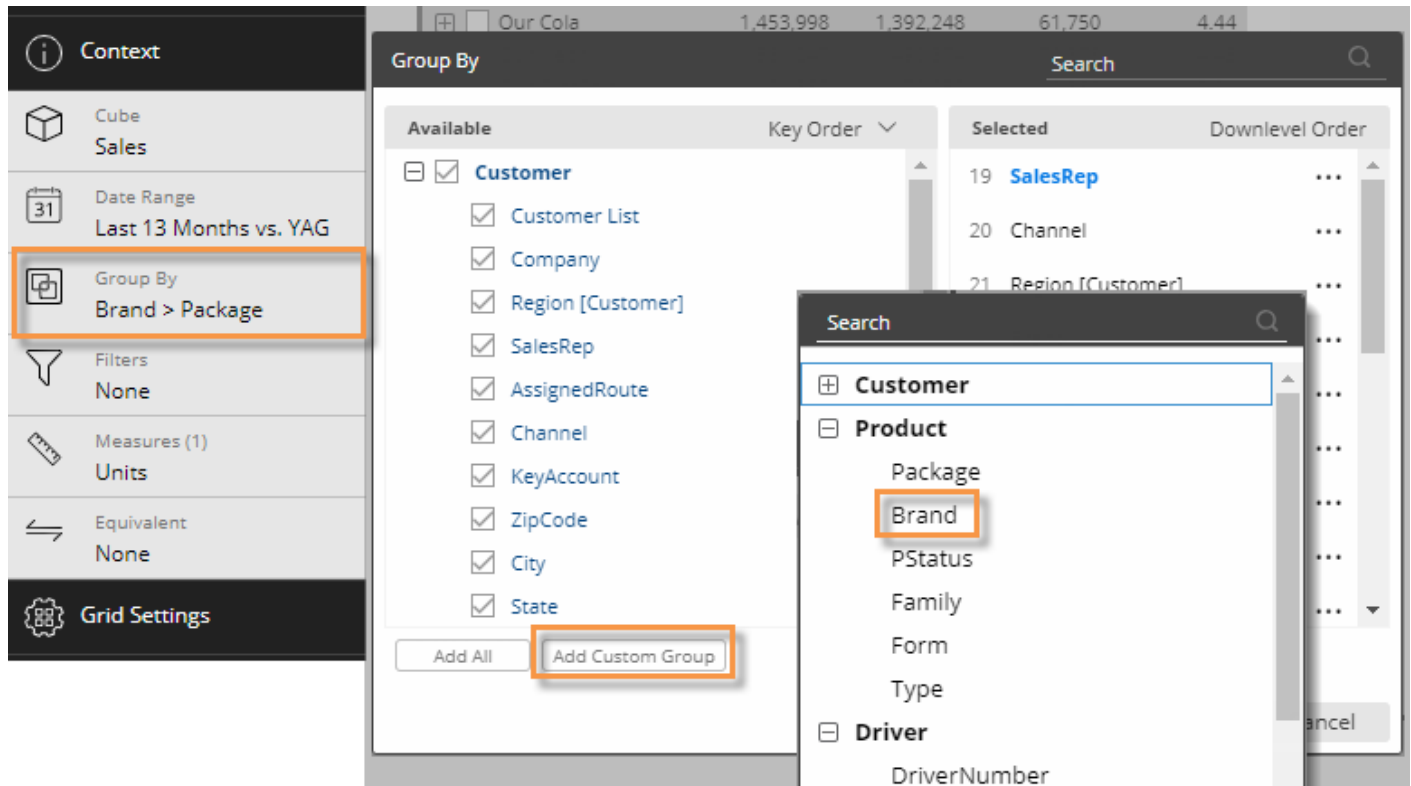 Our Cola 1,453,998 1,392,248 61,750 4.44
Context
Cube
Sales
Date Range
31
Last 13 Months vs. YAG
Group By
Brand > Package
Filters
None
Measures (1)
Units
Equivalent
None
Grid Settings
Group By
Search
Available Key Order
Customer
Customer List
Company
Region [Customer]
SalesRep
AssignedRoute
Channel
KeyAccount
ZipCode
City
State
Add All Add Custom Group
Selected Downlevel Order
19 SalesRep ...
20 Channel ...
21 Region [Customer] ...
Search
Customer
Product
Package
Brand
PStatus
Family
Form
Type
Driver
DriverNumber